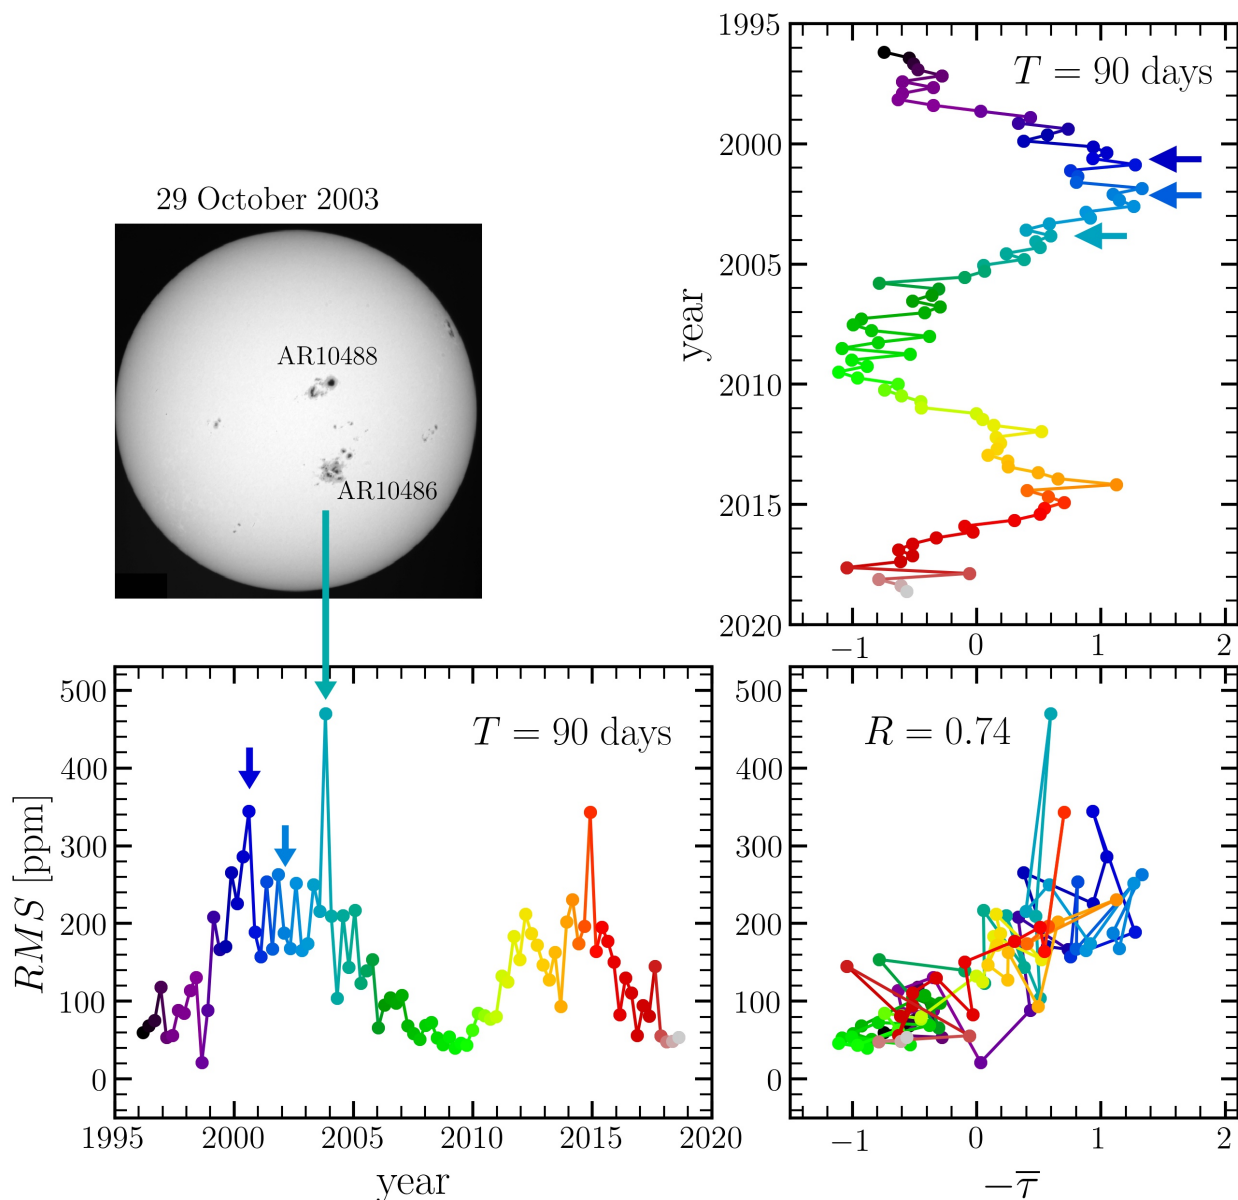 1995
T = 90 days
2000
2005
year
2010
2015
2020
−1 0 1 2
29 October 2003
AR10488
AR10486
500
400
300
200
100
0
RMS [ppm]
T = 90 days
1995 2000 2005 2010 2015 2020
year
500
400
300
200
100
0
R = 0.74
−1 0 1 2
−τ̅